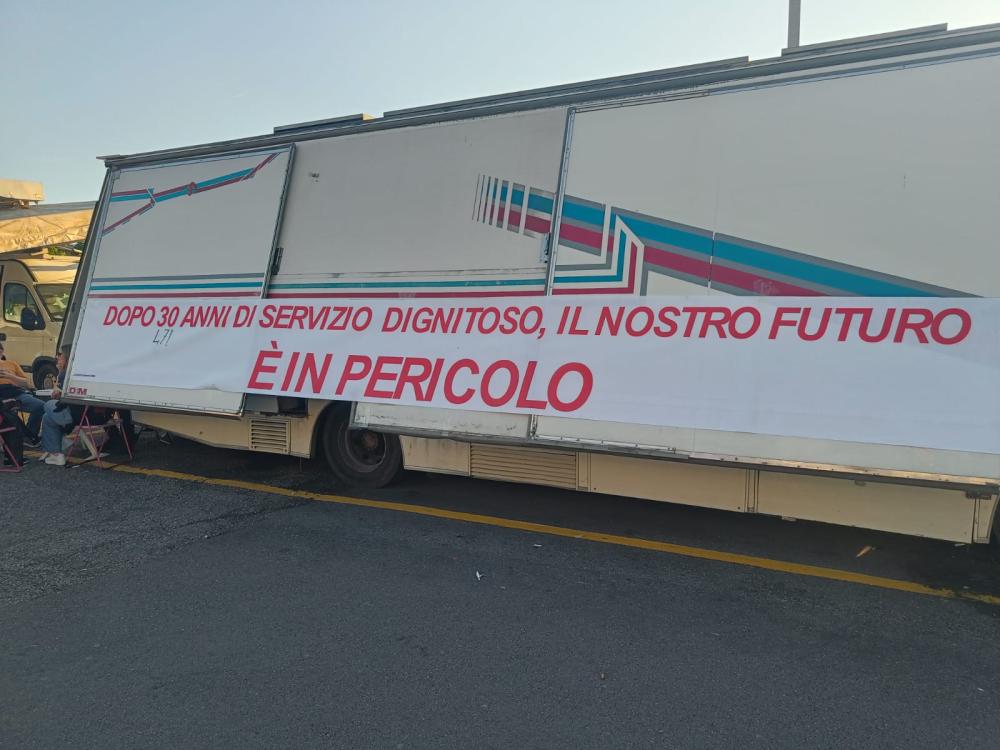 DOPO 30 ANNI DI SERVIZIO DIGNITOSO, IL NOSTRO FUTURO
È IN PERICOLO